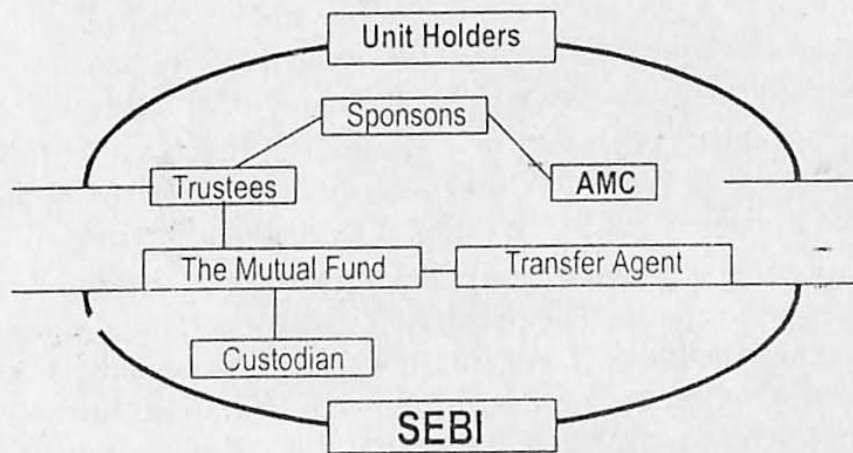 Unit Holders
Sponsons
Trustees
AMC
The Mutual Fund
Transfer Agent
Custodian
SEBI